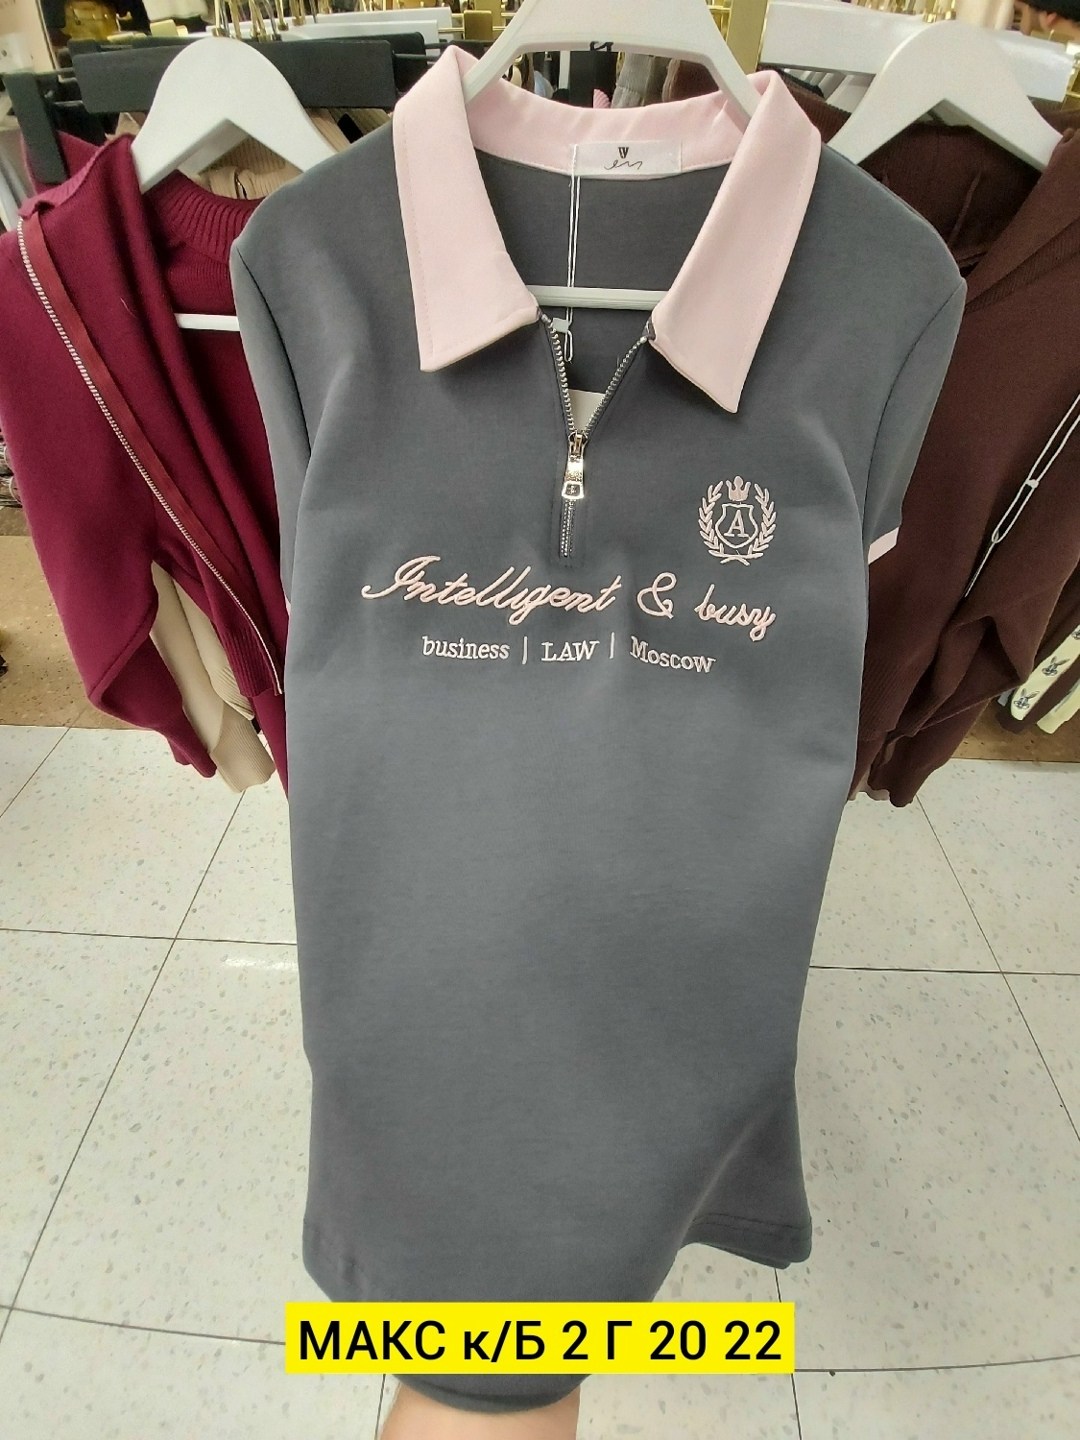 A
Intelligent & busy
business | LAW | Moscow
МАКС к/Б 2 Г 20 22